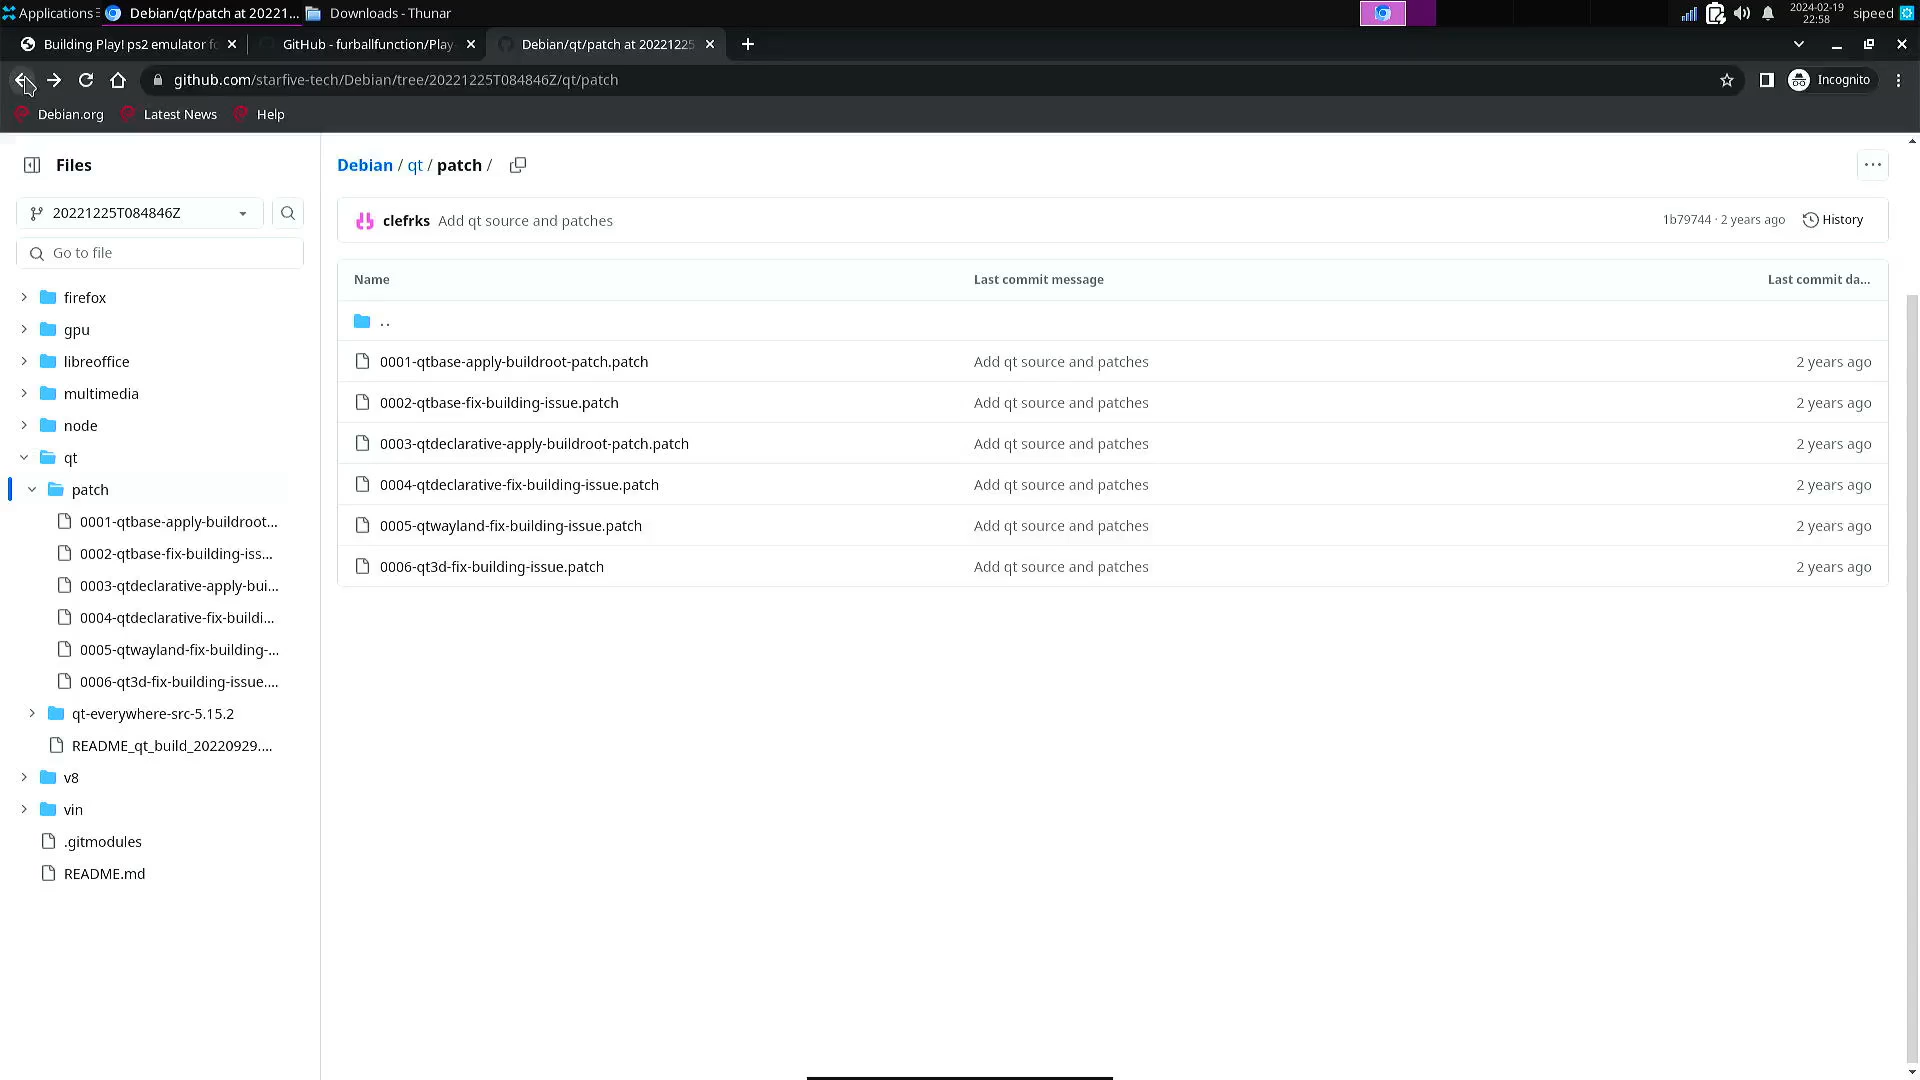 Applications
Debian/qt/patch at 20221...
Downloads - Thunar
2024-02-19
22:58
sipeed
Building Play! ps2 emulator fo
GitHub - furballfunction/Play
Debian/qt/patch at 20221225
github.com/starfive-tech/Debian/tree/20221225T084846Z/qt/patch
Incognito
Debian.org
Latest News
Help
Files
20221225T084846Z
Go to file
firefox
gpu
libreoffice
multimedia
node
qt
patch
0001-qtbase-apply-buildroot...
0002-qtbase-fix-building-iss...
0003-qtdeclarative-apply-bui...
0004-qtdeclarative-fix-buildi...
0005-qtwayland-fix-building-...
0006-qt3d-fix-building-issue....
qt-everywhere-src-5.15.2
README_qt_build_20220929....
v8
vin
.gitmodules
README.md
Debian / qt / patch /
clefrks Add qt source and patches
1b79744 · 2 years ago
History
Name Last commit message Last commit da...
..
0001-qtbase-apply-buildroot-patch.patch Add qt source and patches 2 years ago
0002-qtbase-fix-building-issue.patch Add qt source and patches 2 years ago
0003-qtdeclarative-apply-buildroot-patch.patch Add qt source and patches 2 years ago
0004-qtdeclarative-fix-building-issue.patch Add qt source and patches 2 years ago
0005-qtwayland-fix-building-issue.patch Add qt source and patches 2 years ago
0006-qt3d-fix-building-issue.patch Add qt source and patches 2 years ago